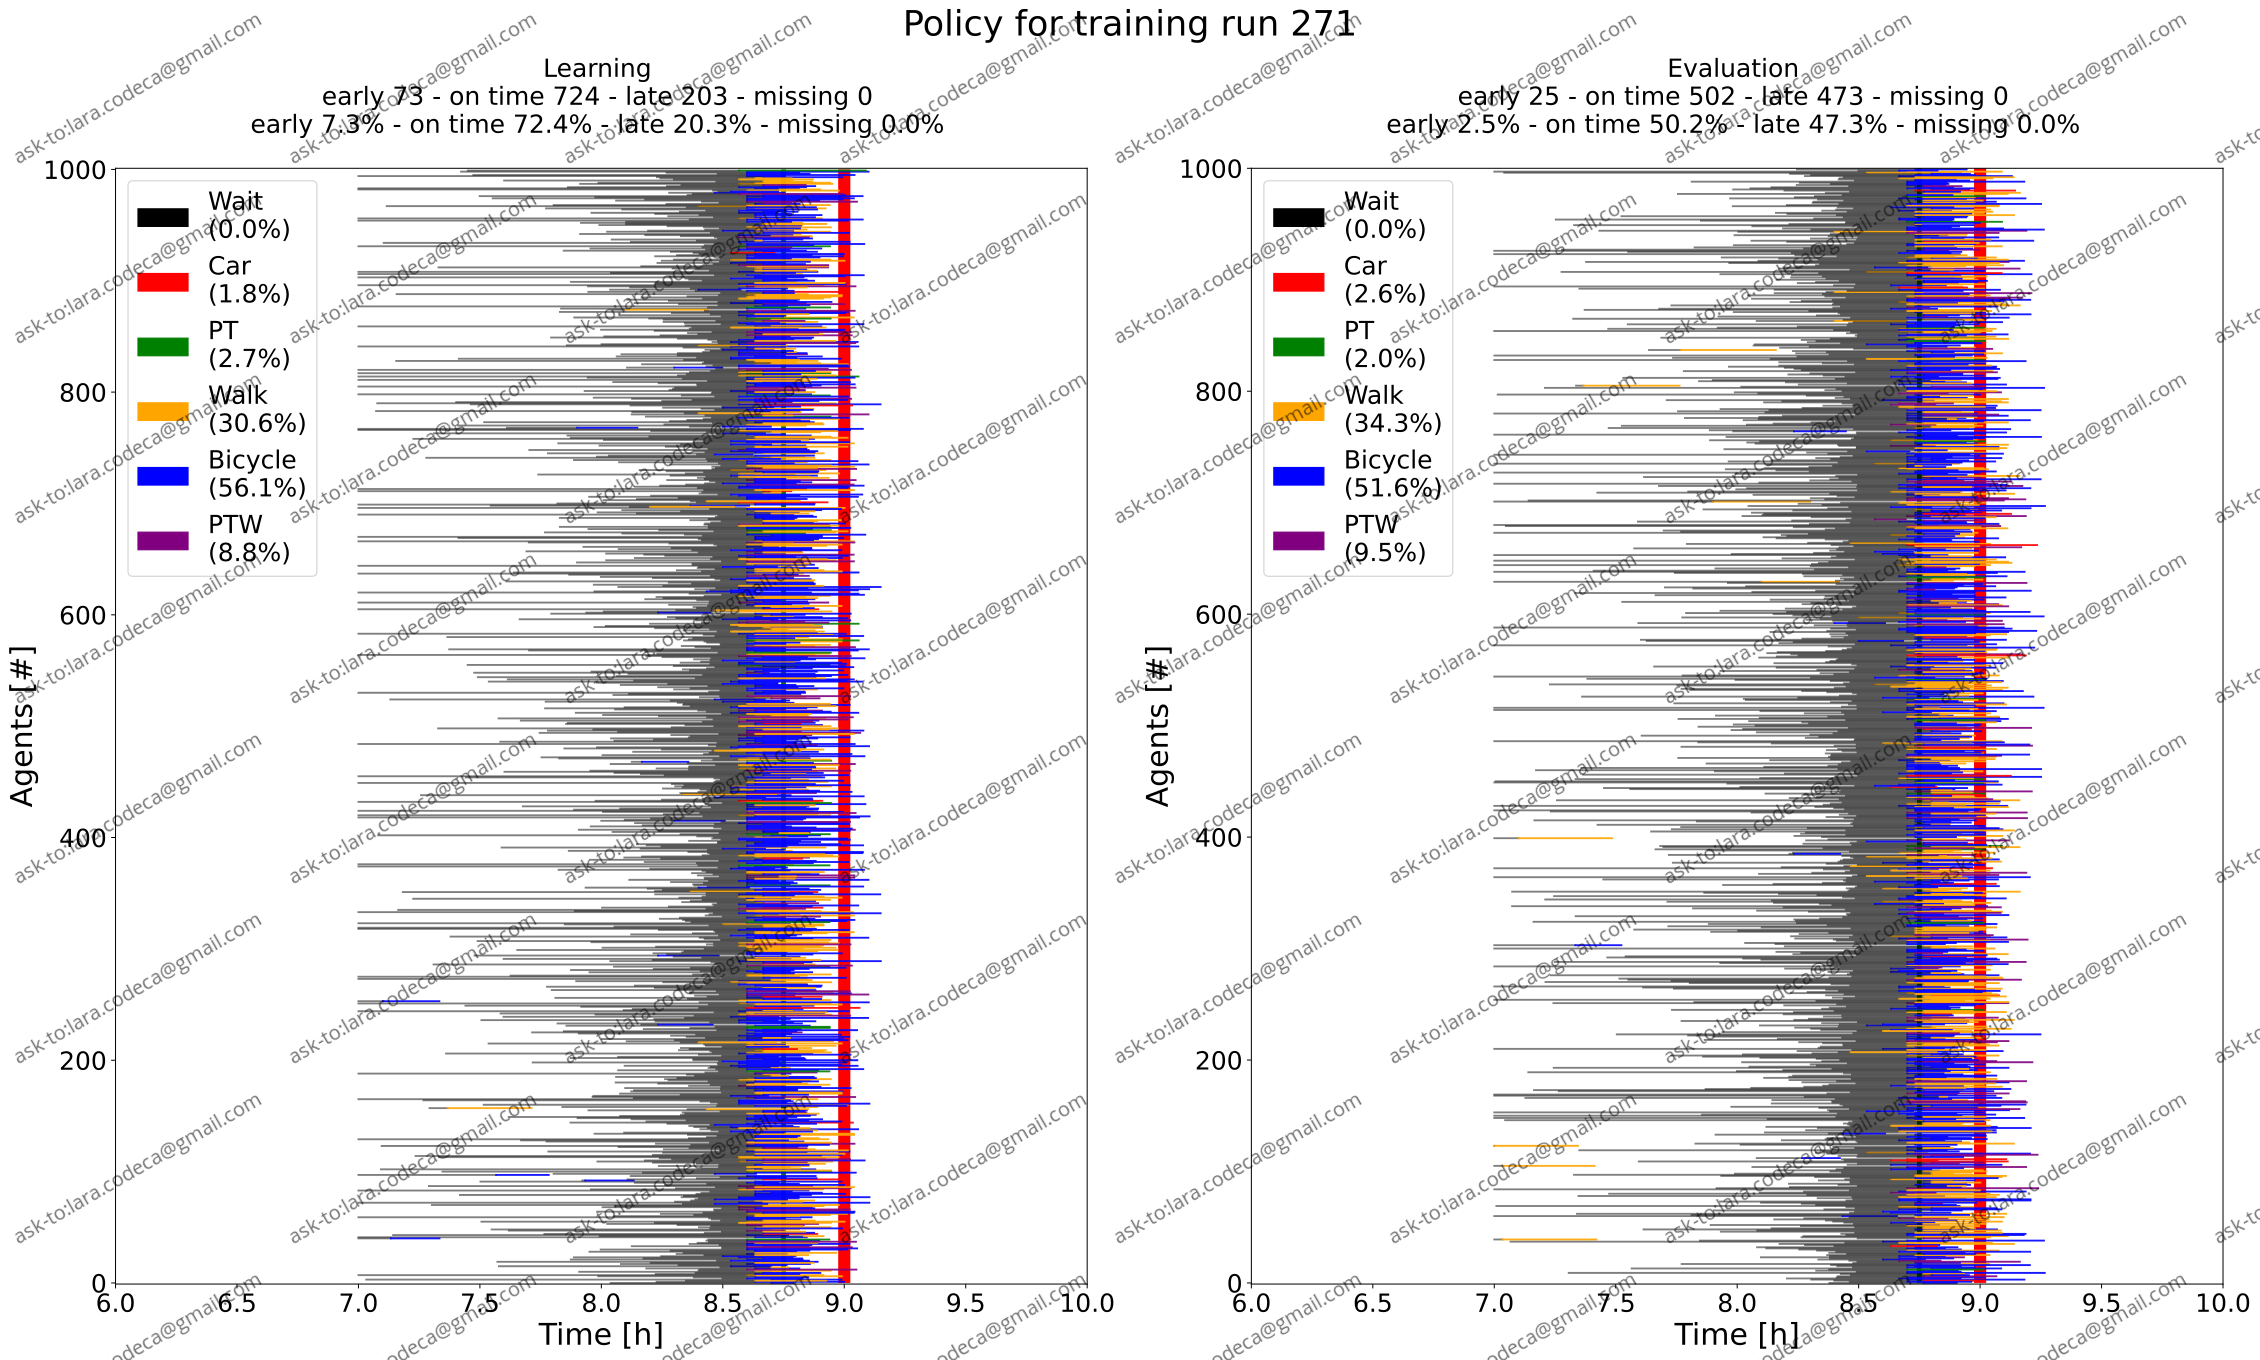 Policy for training run 271
Learning
early 73 - on time 724 - late 203 - missing 0
early 7.3% - on time 72.4% - late 20.3% - missing 0.0%
1000
800
600
400
200
0
Agents [#]
Wait
(0.0%)
Car
(1.8%)
PT
(2.7%)
Walk
(30.6%)
Bicycle
(56.1%)
PTW
(8.8%)
6.0 6.5 7.0 7.5 8.0 8.5 9.0 9.5 10.0
Time [h]
Evaluation
early 25 - on time 502 - late 473 - missing 0
early 2.5% - on time 50.2% - late 47.3% - missing 0.0%
1000
800
600
400
200
0
Agents [#]
Wait
(0.0%)
Car
(2.6%)
PT
(2.0%)
Walk
(34.3%)
Bicycle
(51.6%)
PTW
(9.5%)
6.0 6.5 7.0 7.5 8.0 8.5 9.0 9.5 10.0
Time [h]
ask-to:lara.codeca@gmail.com